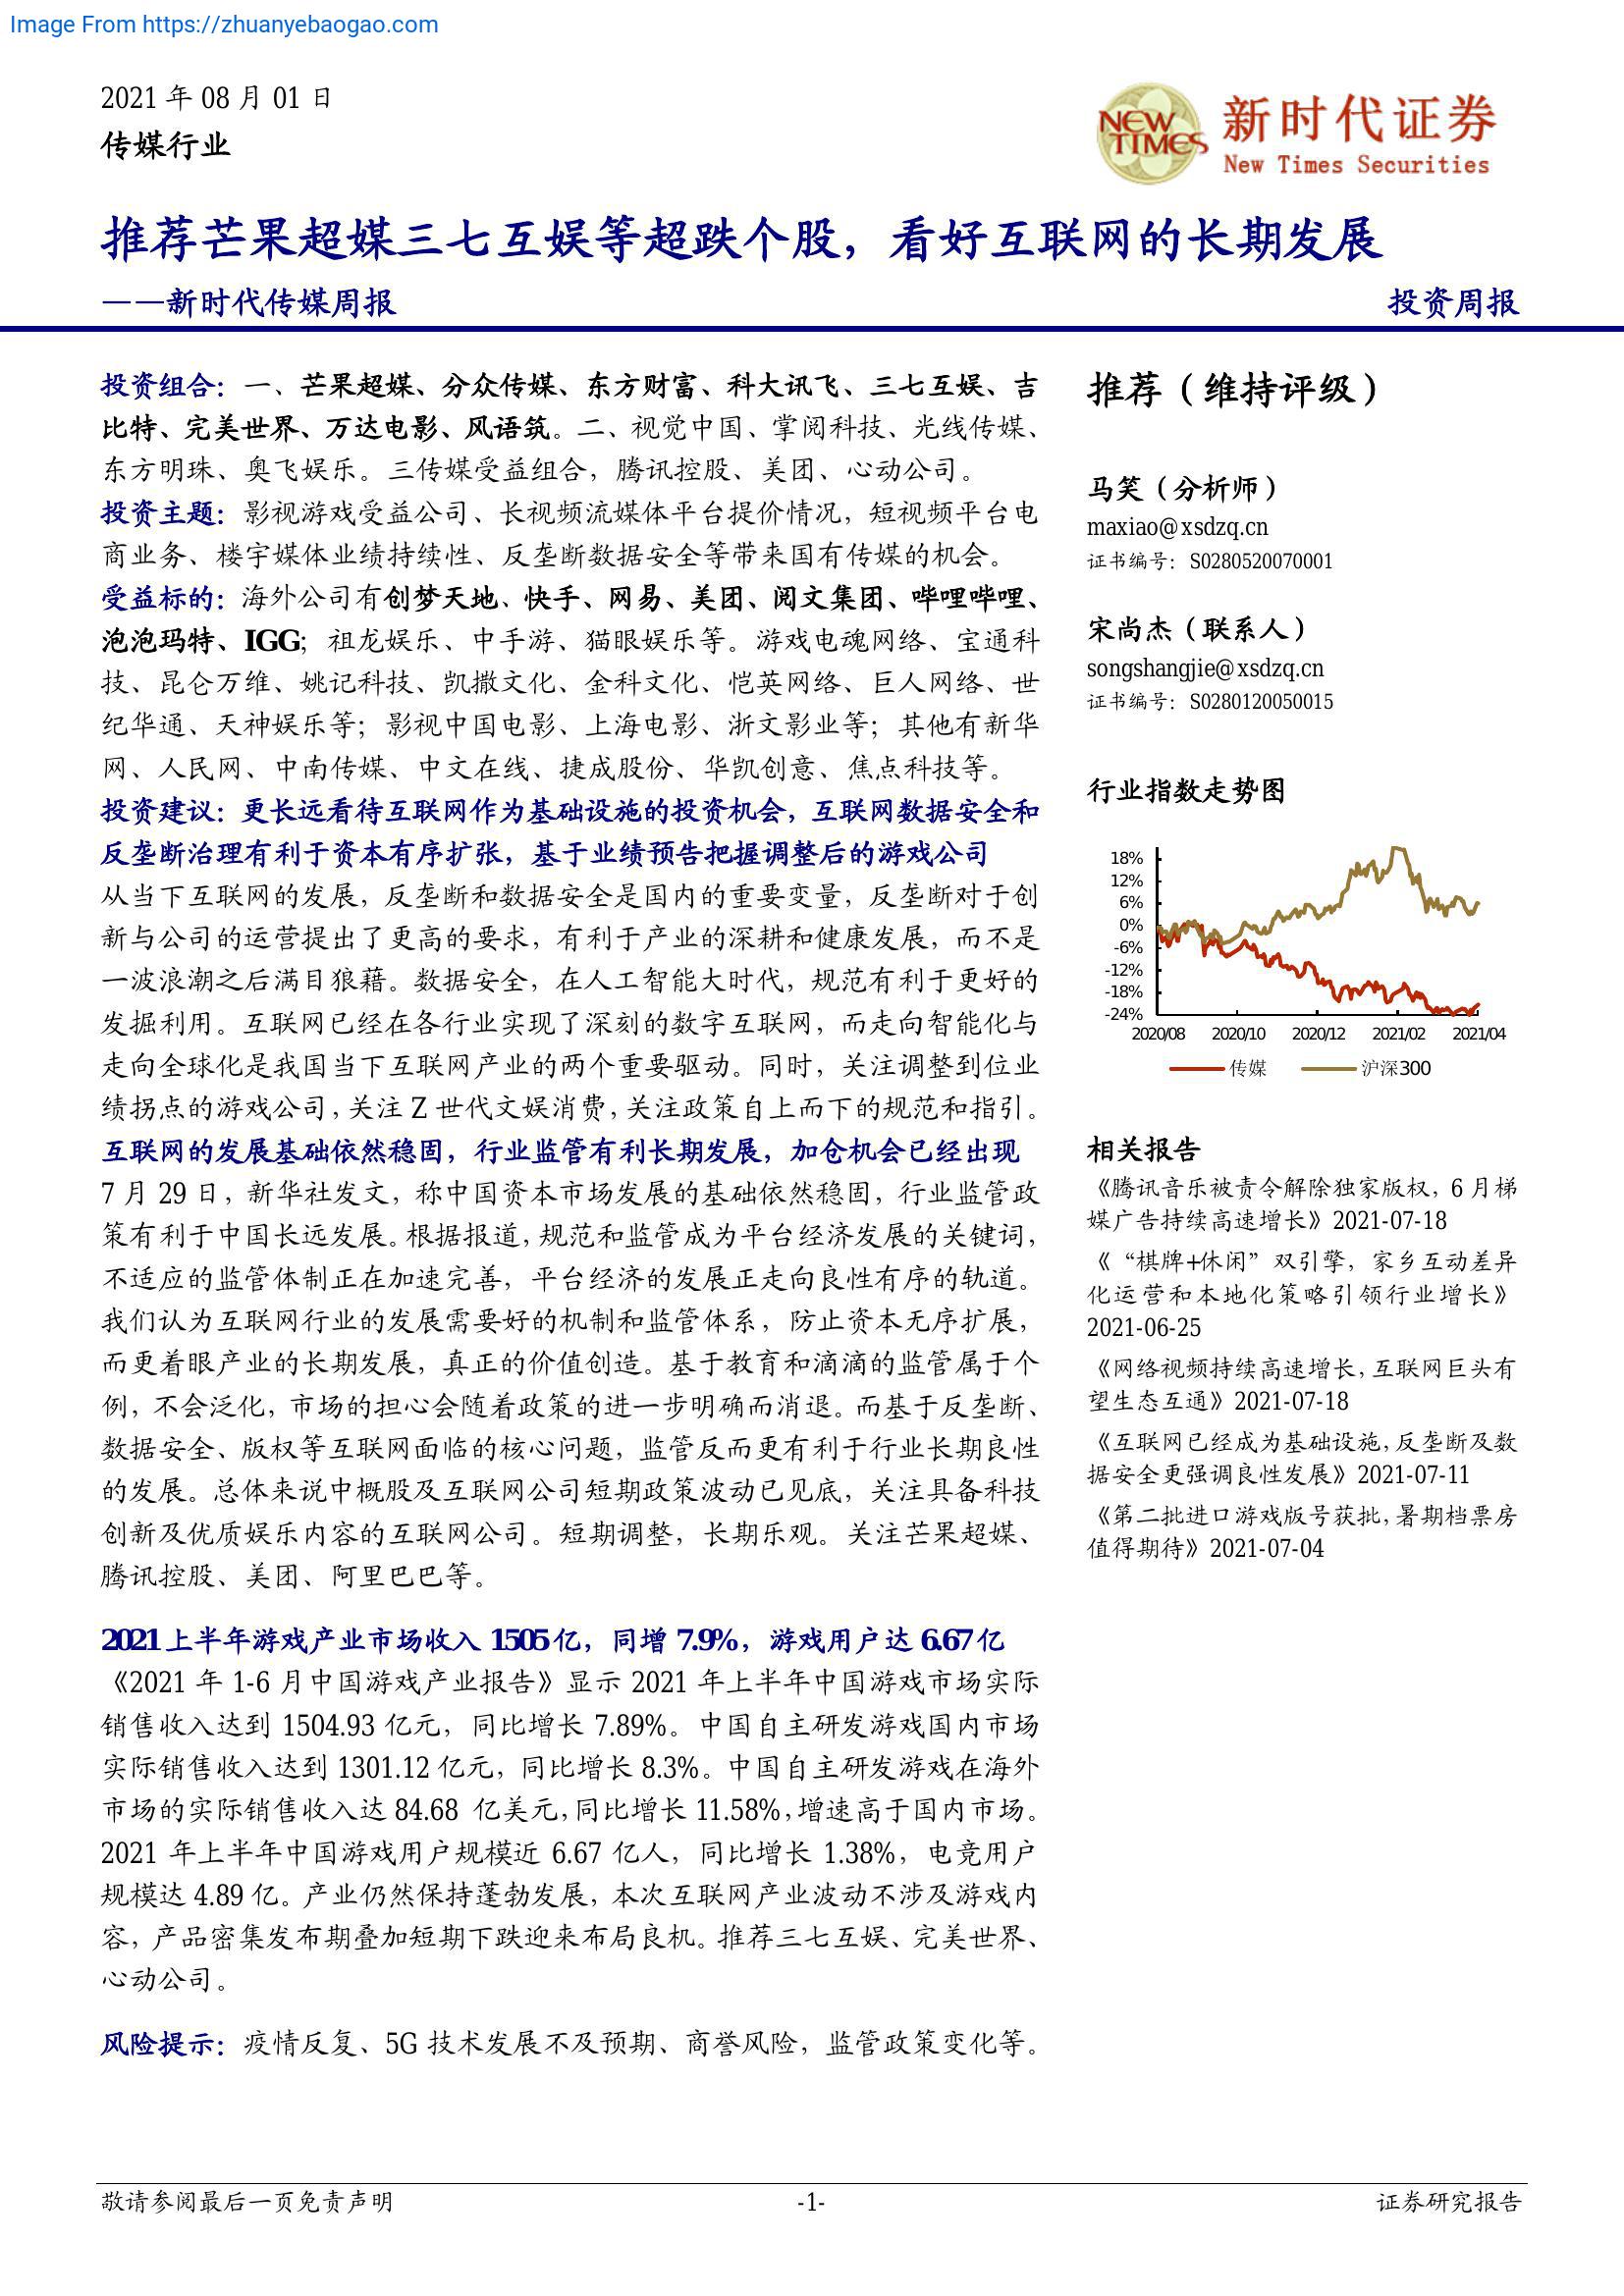 Image From https://zhuanyebaogao.com
2021 年 08 月 01 日
传媒行业
NEW TIMES
新时代证券
New Times Securities
推荐芒果超媒三七互娱等超跌个股，看好互联网的长期发展
——新时代传媒周报
投资周报
投资组合：一、芒果超媒、分众传媒、东方财富、科大讯飞、三七互娱、吉
比特、完美世界、万达电影、风语筑。二、视觉中国、掌阅科技、光线传媒、
东方明珠、奥飞娱乐。三传媒受益组合，腾讯控股、美团、心动公司。
投资主题：影视游戏受益公司、长视频流媒体平台提价情况，短视频平台电
商业务、楼宇媒体业绩持续性、反垄断数据安全等带来国有传媒的机会。
受益标的：海外公司有创梦天地、快手、网易、美团、阅文集团、哔哩哔哩、
泡泡玛特、IGG；祖龙娱乐、中手游、猫眼娱乐等。游戏电魂网络、宝通科
技、昆仑万维、姚记科技、凯撒文化、金科文化、恺英网络、巨人网络、世
纪华通、天神娱乐等；影视中国电影、上海电影、浙文影业等；其他有新华
网、人民网、中南传媒、中文在线、捷成股份、华凯创意、焦点科技等。
投资建议：更长远看待互联网作为基础设施的投资机会，互联网数据安全和
反垄断治理有利于资本有序扩张，基于业绩预告把握调整后的游戏公司
从当下互联网的发展，反垄断和数据安全是国内的重要变量，反垄断对于创
新与公司的运营提出了更高的要求，有利于产业的深耕和健康发展，而不是
一波浪潮之后满目狼藉。数据安全，在人工智能大时代，规范有利于更好的
发掘利用。互联网已经在各行业实现了深刻的数字互联网，而走向智能化与
走向全球化是我国当下互联网产业的两个重要驱动。同时，关注调整到位业
绩拐点的游戏公司，关注 Z 世代文娱消费，关注政策自上而下的规范和指引。
互联网的发展基础依然稳固，行业监管有利长期发展，加仓机会已经出现
7 月 29 日，新华社发文，称中国资本市场发展的基础依然稳固，行业监管政
策有利于中国长远发展。根据报道，规范和监管成为平台经济发展的关键词，
不适应的监管体制正在加速完善，平台经济的发展正走向良性有序的轨道。
我们认为互联网行业的发展需要好的机制和监管体系，防止资本无序扩展，
而更着眼产业的长期发展，真正的价值创造。基于教育和滴滴的监管属于个
例，不会泛化，市场的担心会随着政策的进一步明确而消退。而基于反垄断、
数据安全、版权等互联网面临的核心问题，监管反而更有利于行业长期良性
的发展。总体来说中概股及互联网公司短期政策波动已见底，关注具备科技
创新及优质娱乐内容的互联网公司。短期调整，长期乐观。关注芒果超媒、
腾讯控股、美团、阿里巴巴等。
2021 上半年游戏产业市场收入 1505 亿，同增 7.9%，游戏用户达 6.67 亿
《2021 年 1-6 月中国游戏产业报告》显示 2021 年上半年中国游戏市场实际
销售收入达到 1504.93 亿元，同比增长 7.89%。中国自主研发游戏国内市场
实际销售收入达到 1301.12 亿元，同比增长 8.3%。中国自主研发游戏在海外
市场的实际销售收入达 84.68 亿美元，同比增长 11.58%，增速高于国内市场。
2021 年上半年中国游戏用户规模近 6.67 亿人，同比增长 1.38%，电竞用户
规模达 4.89 亿。产业仍然保持蓬勃发展，本次互联网产业波动不涉及游戏内
容，产品密集发布期叠加短期下跌迎来布局良机。推荐三七互娱、完美世界、
心动公司。
风险提示：疫情反复、5G 技术发展不及预期、商誉风险，监管政策变化等。
推荐（维持评级）
马笑（分析师）
maxiao@xsdzq.cn
证书编号：S0280520070001
宋尚杰（联系人）
songshangjie@xsdzq.cn
证书编号：S0280120050015
行业指数走势图
18%
12%
6%
0%
-6%
-12%
-18%
-24%
2020/08 2020/10 2020/12 2021/02 2021/04
传媒 沪深300
相关报告
《腾讯音乐被责令解除独家版权，6 月梯
媒广告持续高速增长》2021-07-18
《“棋牌+休闲”双引擎，家乡互动差异
化运营和本地化策略引领行业增长》
2021-06-25
《网络视频持续高速增长，互联网巨头有
望生态互通》2021-07-18
《互联网已经成为基础设施，反垄断及数
据安全更强调良性发展》2021-07-11
《第二批进口游戏版号获批，暑期档票房
值得期待》2021-07-04
敬请参阅最后一页免责声明
-1-
证券研究报告